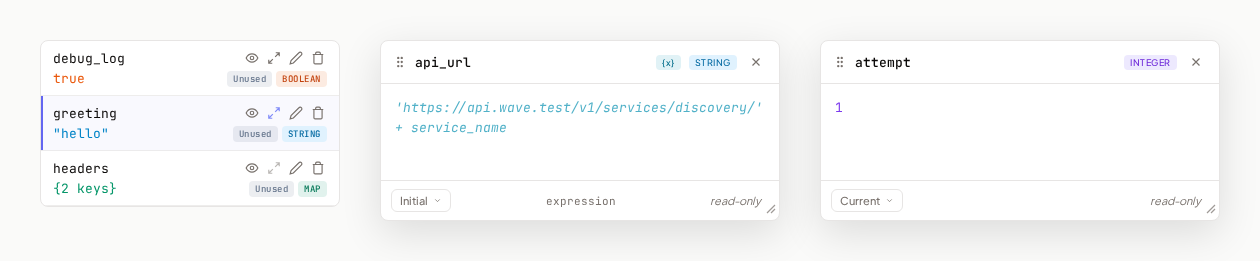 debug_log
true
Unused BOOLEAN
greeting
"hello"
Unused STRING
headers
{2 keys}
Unused MAP
api_url {x} STRING
'https://api.wave.test/v1/services/discovery/'
+ service_name
Initial expression read-only
attempt INTEGER
1
Current read-only